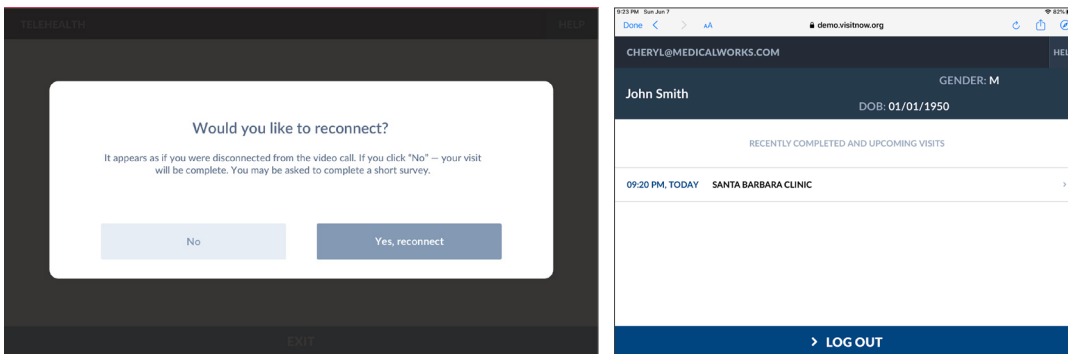 TELEHEALTH
HELP
Would you like to reconnect?
It appears as if you were disconnected from the video call. If you click “No” — your visit
will be complete. You may be asked to complete a short survey.
No
Yes, reconnect
EXIT
9:23 PM Sun Jun 7
82%
Done
AA
demo.visitnow.org
CHERYL@MEDICALWORKS.COM
HEL
John Smith
GENDER: M
DOB: 01/01/1950
RECENTLY COMPLETED AND UPCOMING VISITS
09:20 PM, TODAY SANTA BARBARA CLINIC
> LOG OUT